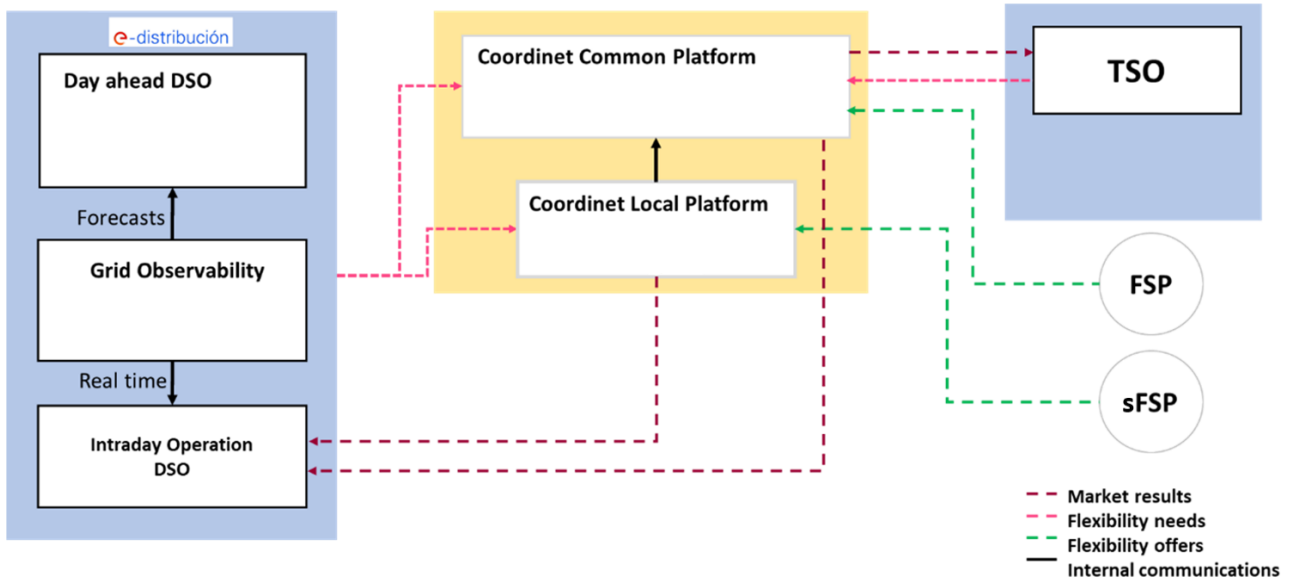 e-distribución
Day ahead DSO
Forecasts
Grid Observability
Real time
Intraday Operation
DSO
Coordinet Common Platform
Coordinet Local Platform
TSO
FSP
sFSP
Market results
Flexibility needs
Flexibility offers
Internal communications